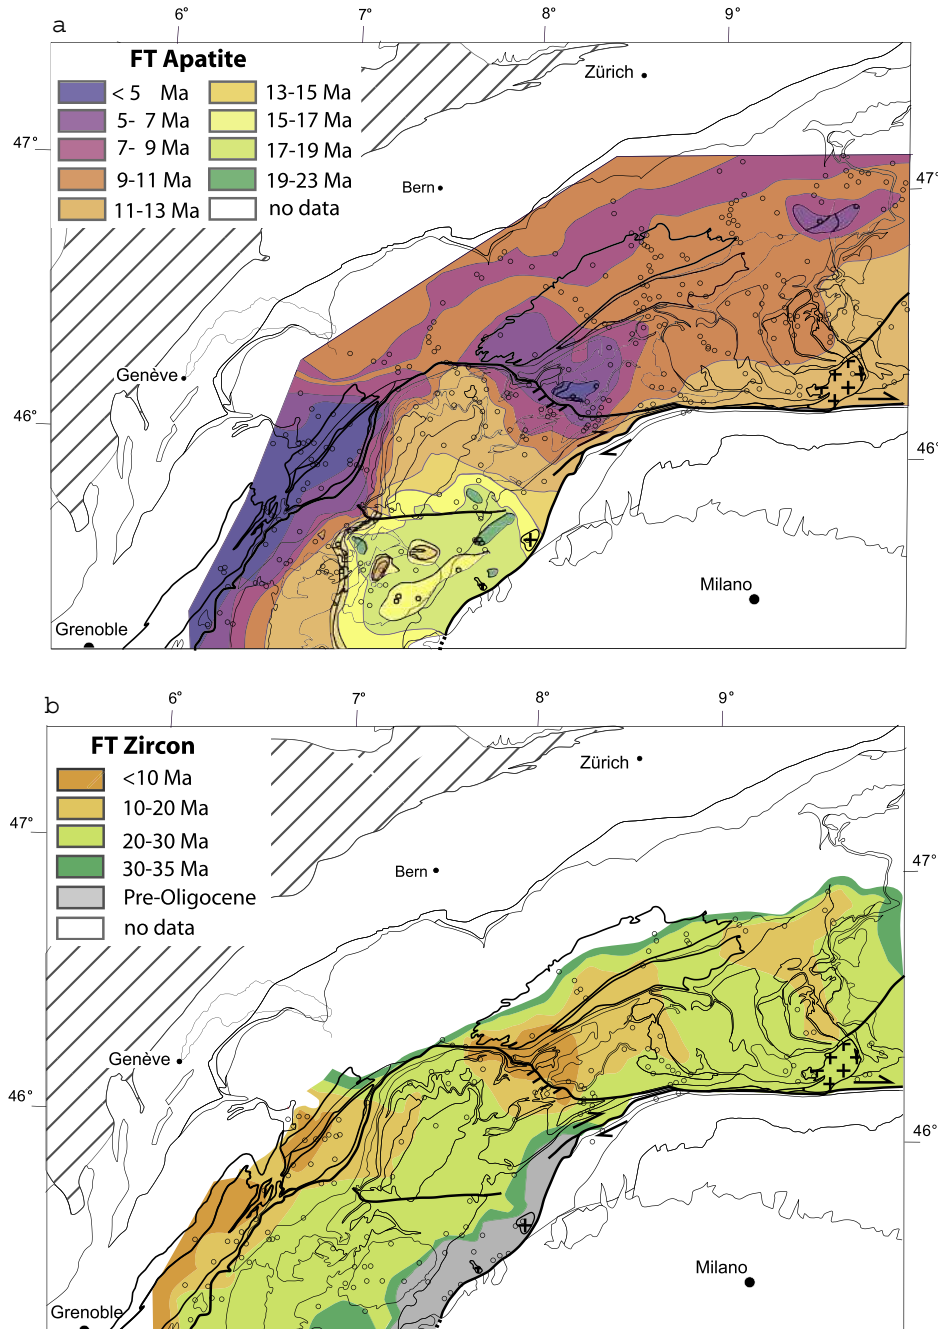 a
6° 7° 8° 9°
FT Apatite
< 5 Ma 13-15 Ma
5- 7 Ma 15-17 Ma
7- 9 Ma 17-19 Ma
9-11 Ma 19-23 Ma
11-13 Ma no data
Zürich
47°
47°
Bern
Genève
46°
46°
Milano
Grenoble
b
6° 7° 8° 9°
FT Zircon
<10 Ma
10-20 Ma
20-30 Ma
30-35 Ma
Pre-Oligocene
no data
Zürich
47°
47°
Bern
Genève
46°
46°
Milano
Grenoble